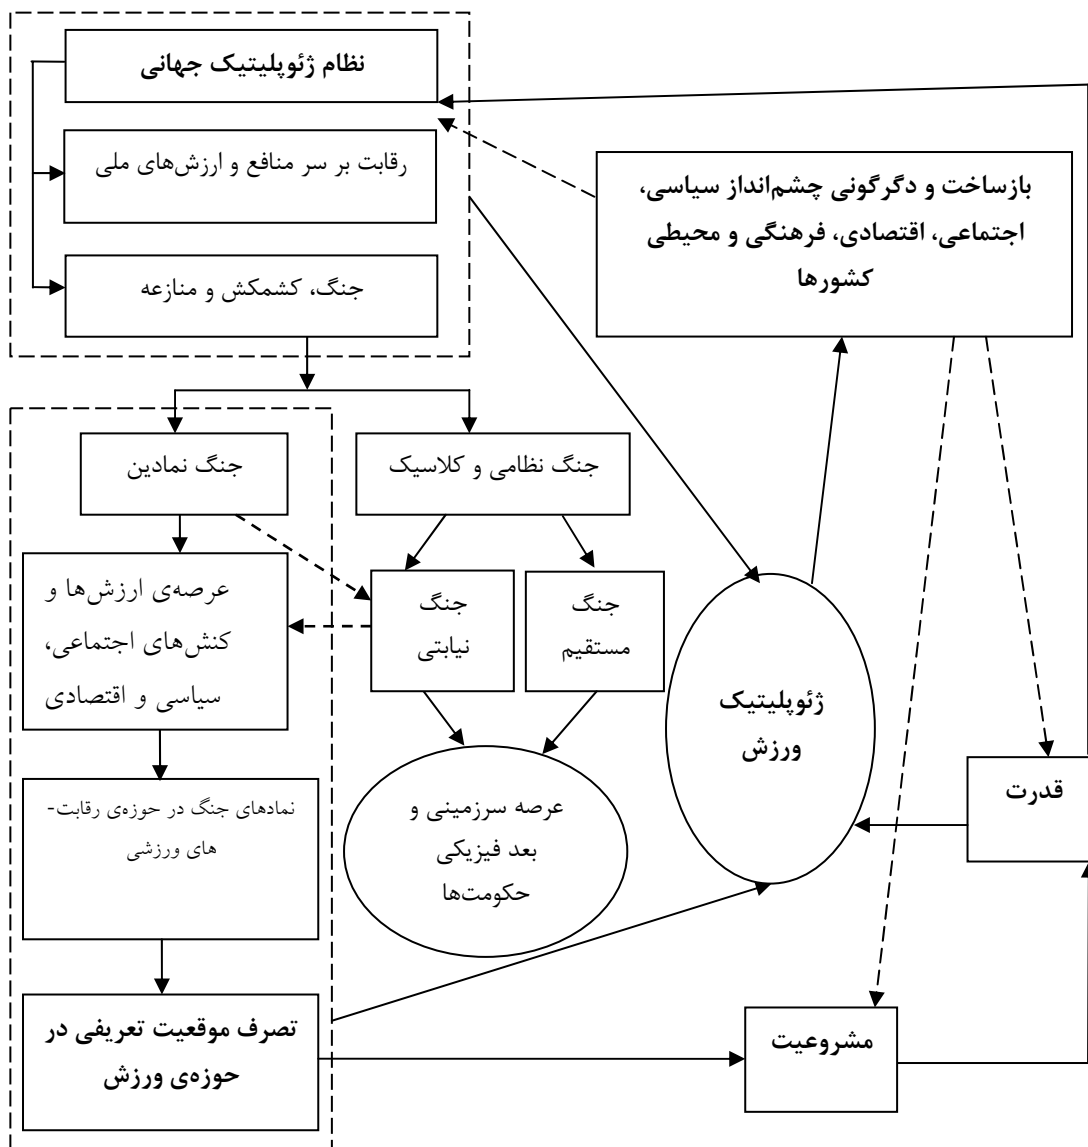 نظام ژئوپلیتیک جهانی
رقابت بر سر منافع و ارزش‌های ملی
جنگ، کشمکش و منازعه
بازساخت و دگرگونی چشم‌انداز سیاسی،
اجتماعی، اقتصادی، فرهنگی و محیطی
کشورها
جنگ نمادین
جنگ نظامی و کلاسیک
عرصه‌ی ارزش‌ها و
کنش‌های اجتماعی،
سیاسی و اقتصادی
جنگ
نیابتی
جنگ
مستقیم
ژئوپلیتیک
ورزش
نمادهای جنگ در حوزه‌ی رقابت-
های ورزشی
عرصه سرزمینی و
بعد فیزیکی
حکومت‌ها
قدرت
تصرف موقعیت تعریفی در
حوزه‌ی ورزش
مشروعیت